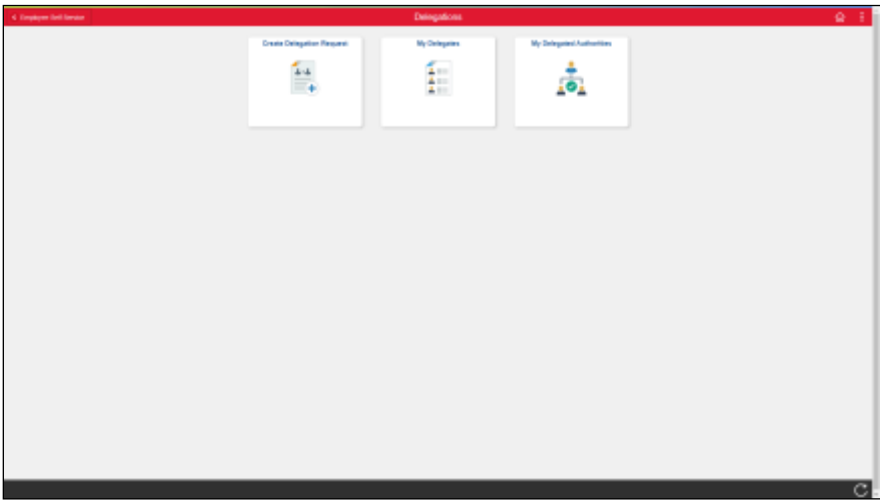 Employee Self Service
Delegations
Create Delegation Request
My Delegates
My Delegated Authorities